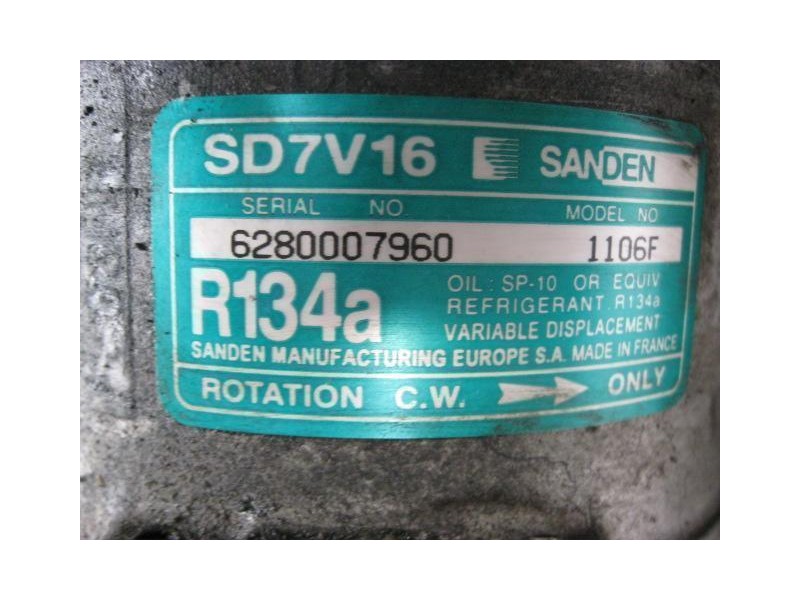 SD7V16 SANDEN
SERIAL NO. MODEL NO
6280007960 1106F
R134a
OIL: SP-10 OR EQUIV
REFRIGERANT: R134a
VARIABLE DISPLACEMENT
SANDEN MANUFACTURING EUROPE S.A. MADE IN FRANCE
ROTATION C.W. ONLY